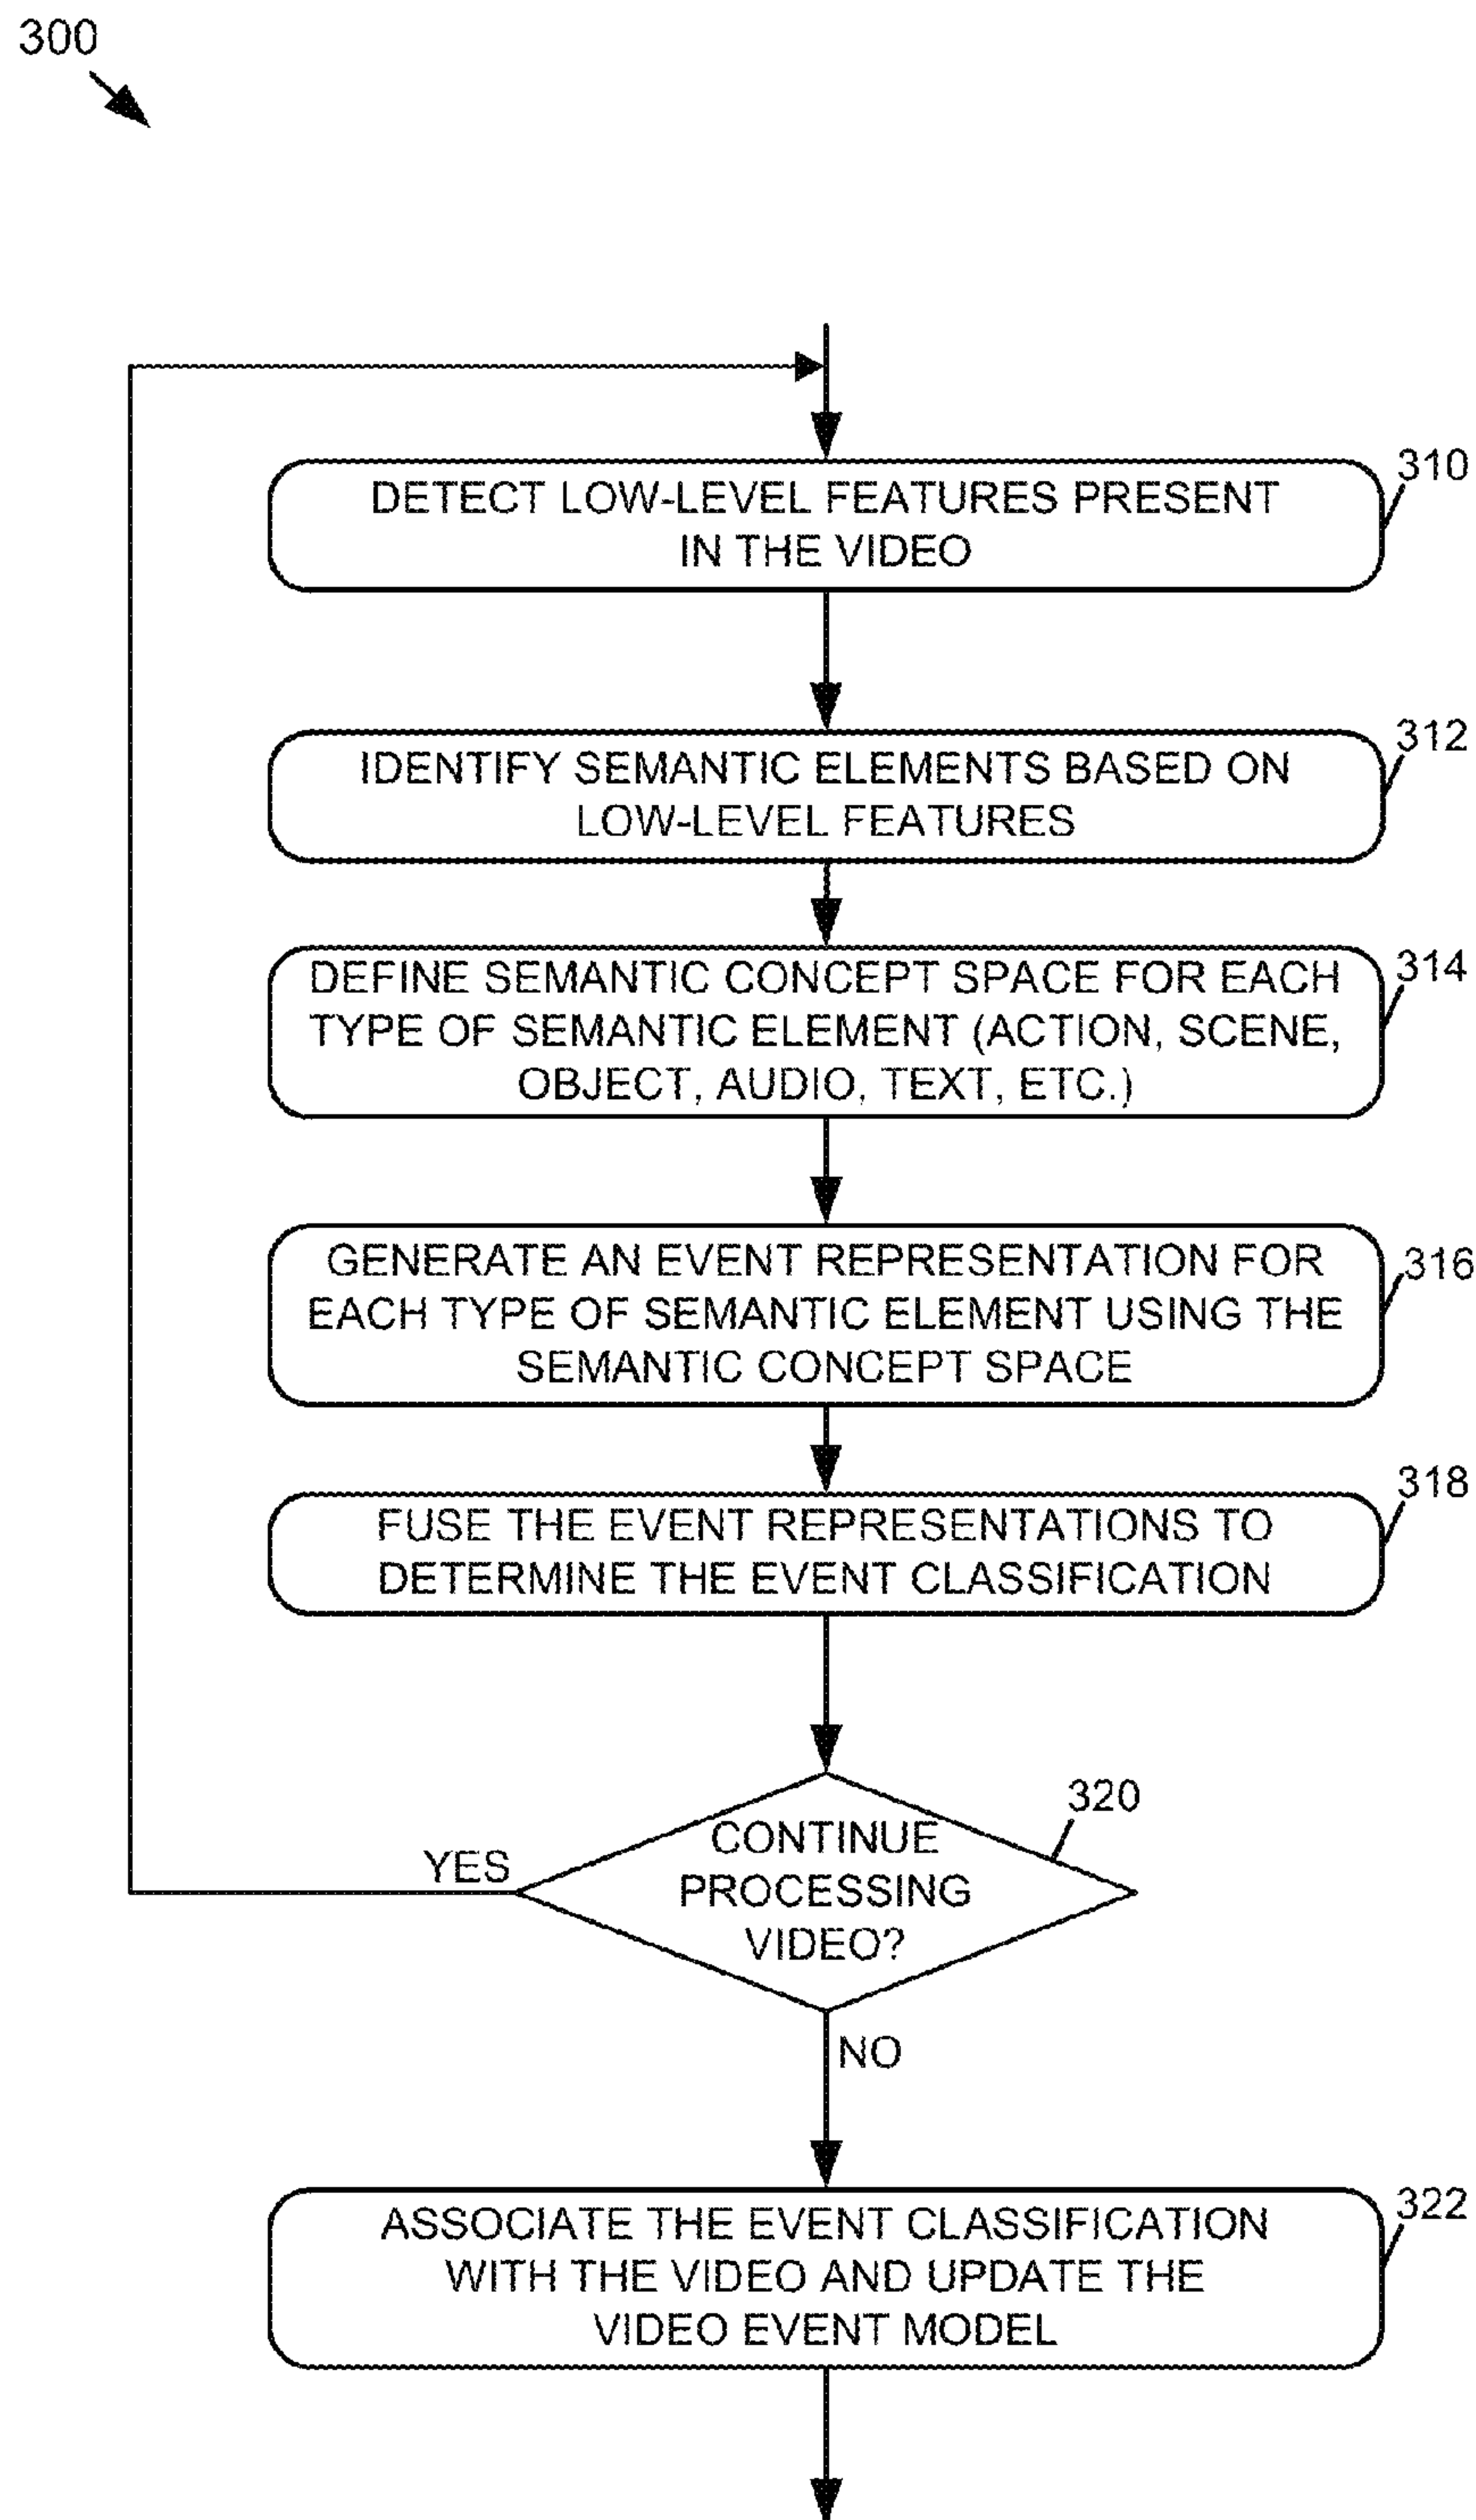 300
DETECT LOW-LEVEL FEATURES PRESENT
IN THE VIDEO
310
IDENTIFY SEMANTIC ELEMENTS BASED ON
LOW-LEVEL FEATURES
312
DEFINE SEMANTIC CONCEPT SPACE FOR EACH
TYPE OF SEMANTIC ELEMENT (ACTION, SCENE,
OBJECT, AUDIO, TEXT, ETC.)
314
GENERATE AN EVENT REPRESENTATION FOR
EACH TYPE OF SEMANTIC ELEMENT USING THE
SEMANTIC CONCEPT SPACE
316
FUSE THE EVENT REPRESENTATIONS TO
DETERMINE THE EVENT CLASSIFICATION
318
CONTINUE
PROCESSING
VIDEO?
320
YES
NO
ASSOCIATE THE EVENT CLASSIFICATION
WITH THE VIDEO AND UPDATE THE
VIDEO EVENT MODEL
322